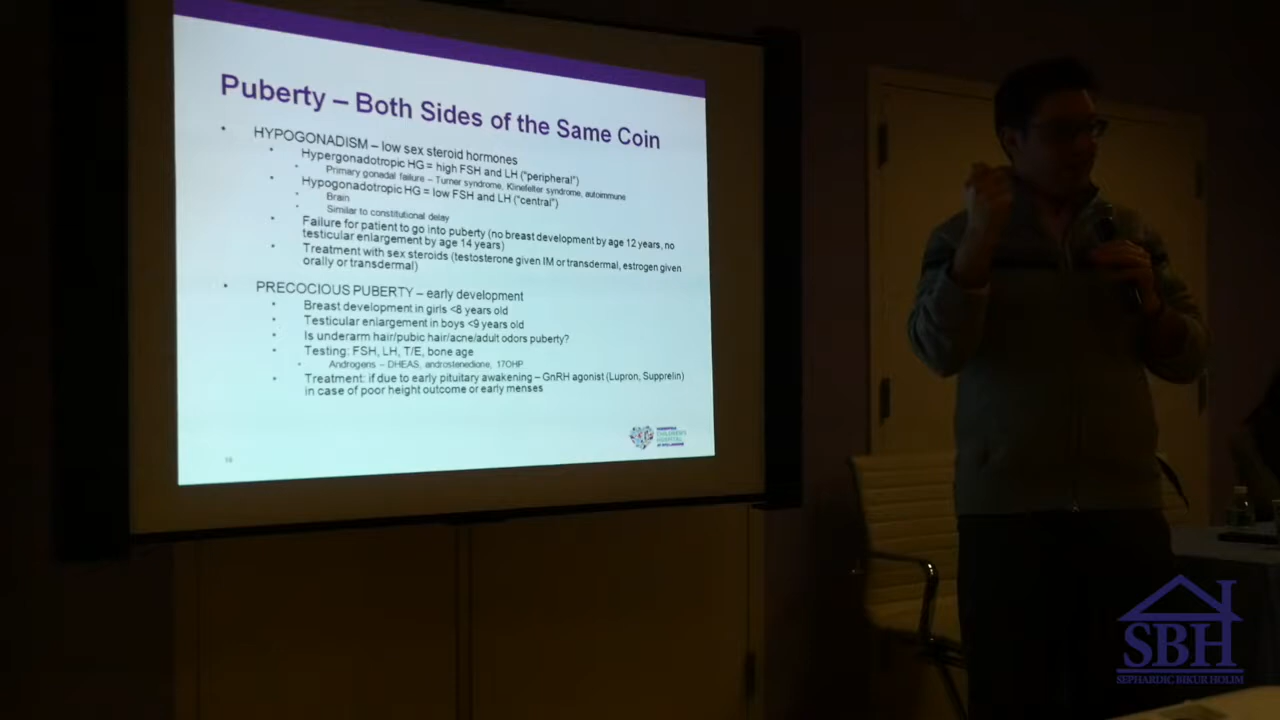 Puberty – Both Sides of the Same Coin
• HYPOGONADISM – low sex steroid hormones
• Hypergonadotropic HG = high FSH and LH ("peripheral")
• Primary gonadal failure – Turner syndrome, Klinefelter syndrome, autoimmune
• Hypogonadotropic HG = low FSH and LH ("central")
• Brain
• Similar to constitutional delay
• Failure for patient to go into puberty (no breast development by age 12 years, no
testicular enlargement by age 14 years)
• Treatment with sex steroids (testosterone given IM or transdermal, estrogen given
orally or transdermal)
• PRECOCIOUS PUBERTY – early development
• Breast development in girls <8 years old
• Testicular enlargement in boys <9 years old
• Is underarm hair/pubic hair/acne/adult odors puberty?
• Testing: FSH, LH, T/E, bone age
• Androgens – DHEAS, androstenedione, 17OHP
• Treatment: if due to early pituitary awakening – GnRH agonist (Lupron, Supprelin)
in case of poor height outcome or early menses
CHILDREN'S
HOSPITAL
SBH
SEPHARDIC BIKUR HOLIM